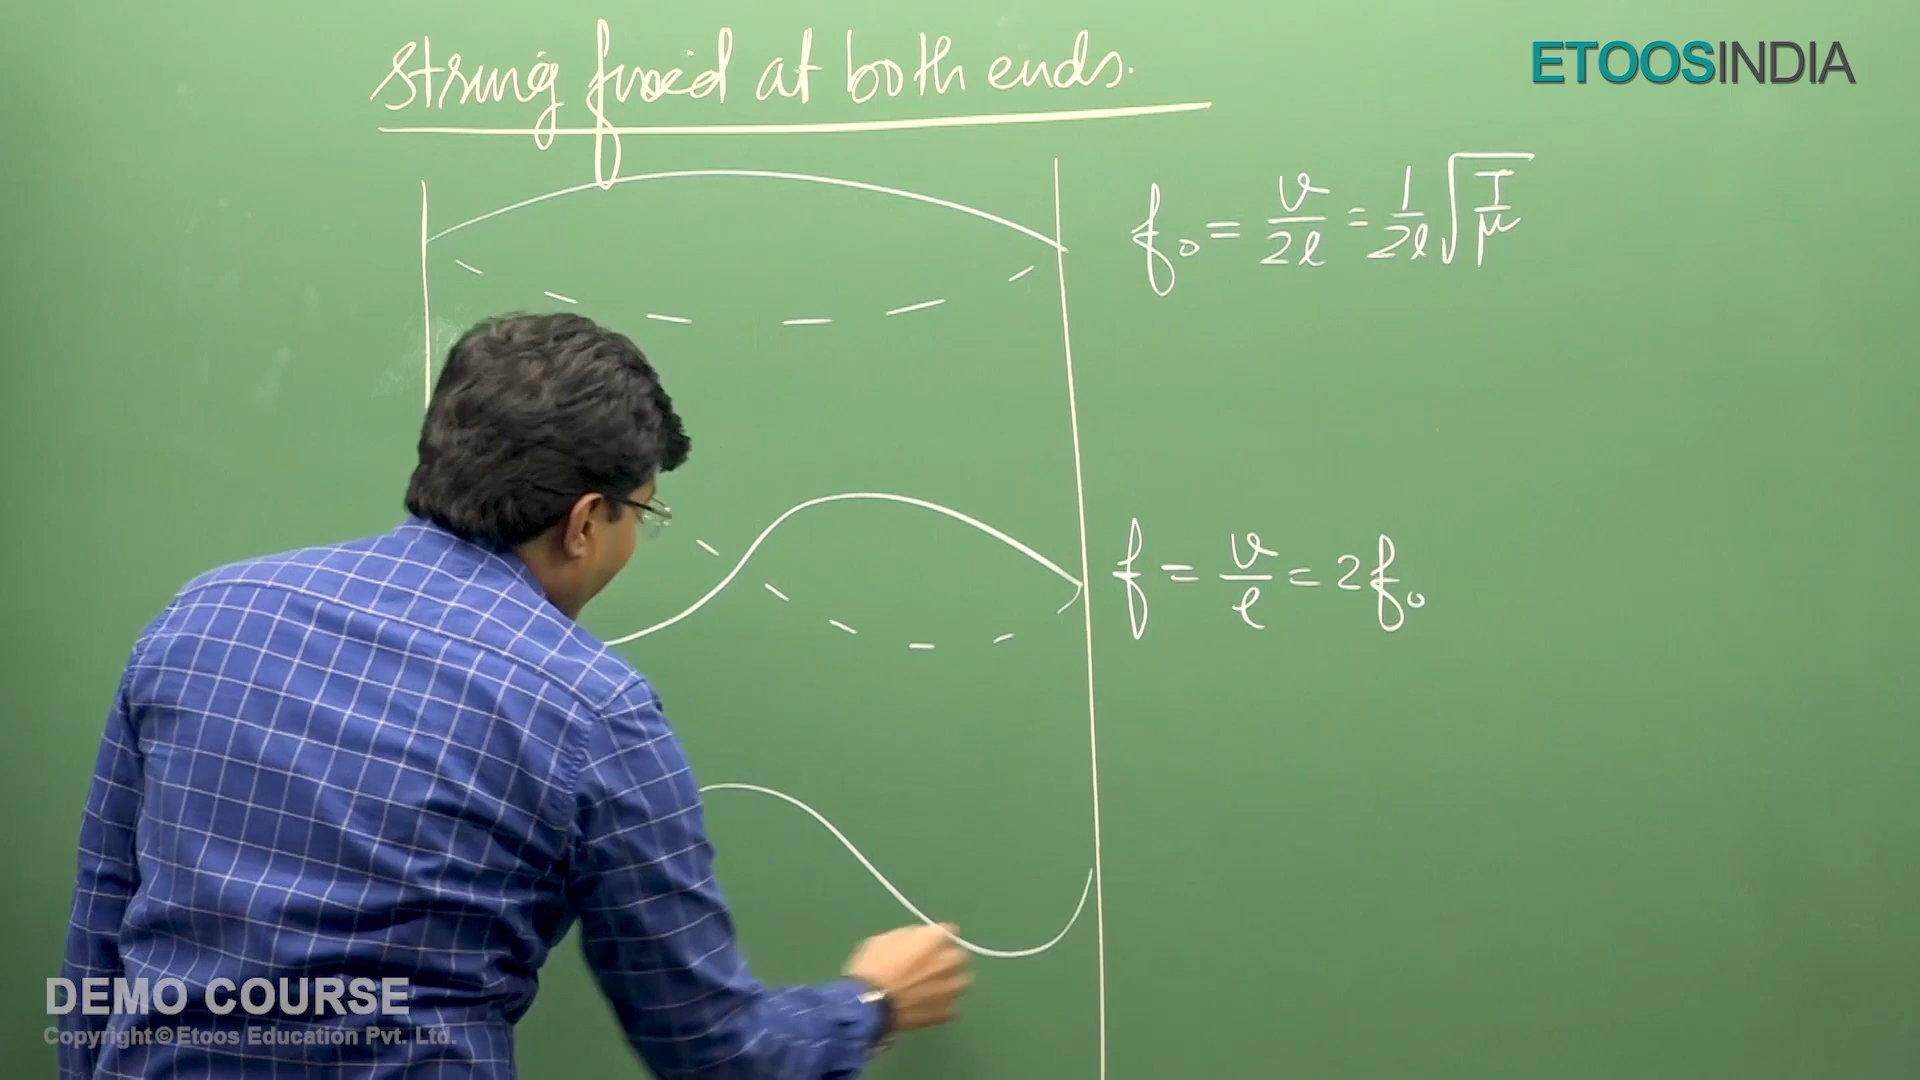 String fixed at both ends.
ETOOSINDIA
f₀ = v/2l = 1/2l √(T/μ)
f = v/l = 2f₀
DEMO COURSE
Copyright © Etoos Education Pvt. Ltd.